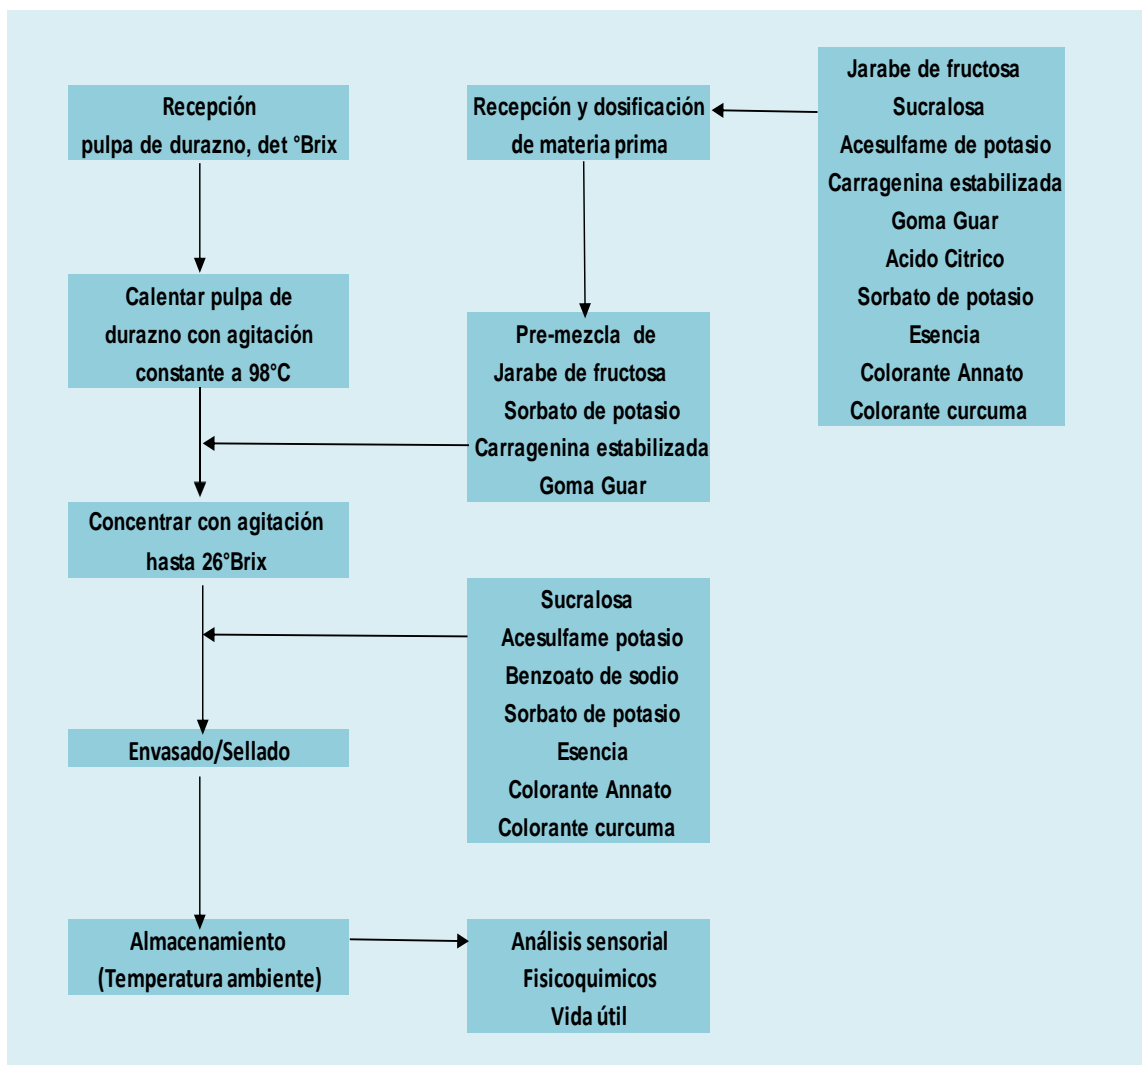 Recepción
pulpa de durazno, det °Brix
Recepción y dosificación
de materia prima
Jarabe de fructosa
Sucralosa
Acesulfame de potasio
Carragenina estabilizada
Goma Guar
Acido Citrico
Sorbato de potasio
Esencia
Colorante Annato
Colorante curcuma
Calentar pulpa de
durazno con agitación
constante a 98°C
Pre-mezcla de
Jarabe de fructosa
Sorbato de potasio
Carragenina estabilizada
Goma Guar
Concentrar con agitación
hasta 26°Brix
Sucralosa
Acesulfame potasio
Benzoato de sodio
Sorbato de potasio
Esencia
Colorante Annato
Colorante curcuma
Envasado/Sellado
Almacenamiento
(Temperatura ambiente)
Análisis sensorial
Fisicoquimicos
Vida útil